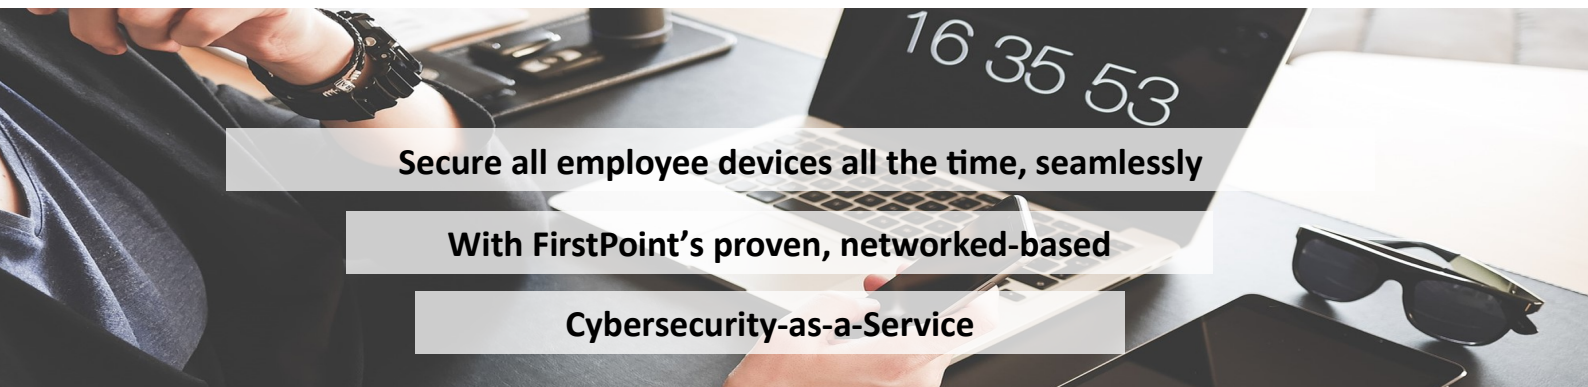 16 35 53
Secure all employee devices all the time, seamlessly
With FirstPoint’s proven, networked-based
Cybersecurity-as-a-Service